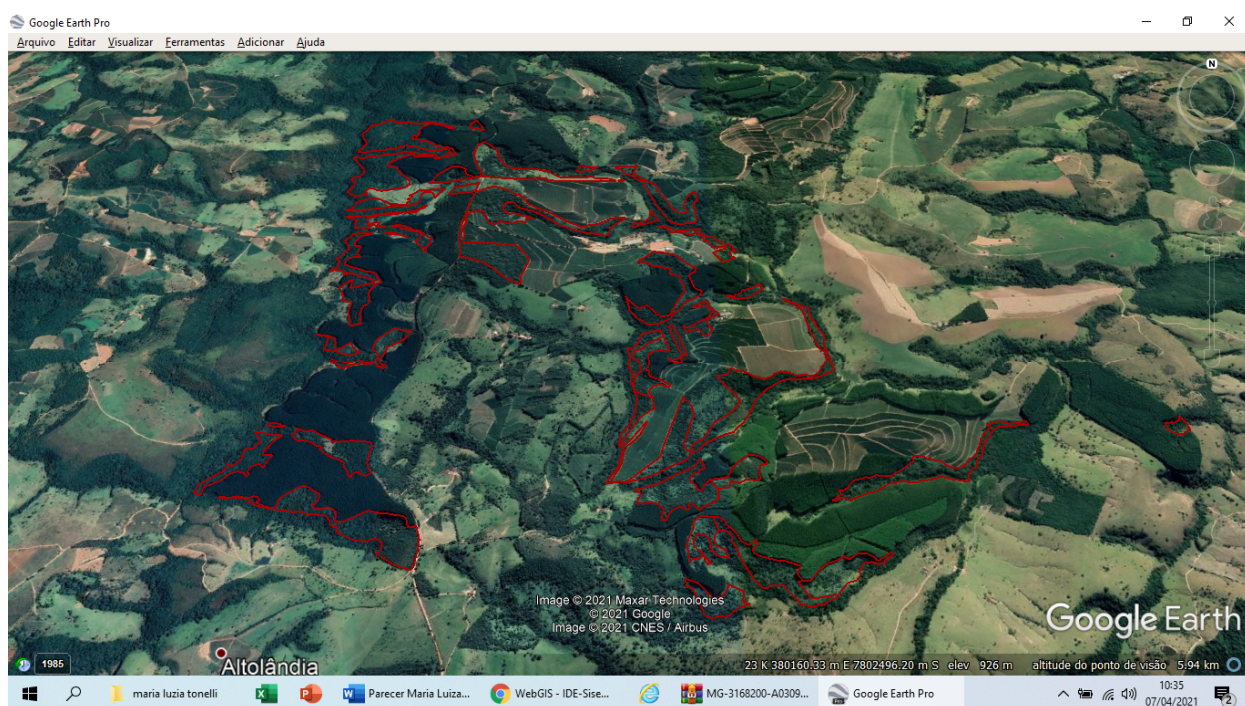 Google Earth Pro
Arquivo Editar Visualizar Ferramentas Adicionar Ajuda
N
Image © 2021 Maxar Technologies
© 2021 Google
Image © 2021 CNES / Airbus
Google Earth
1985
Altolândia
23 K 380160.33 m E 7802496.20 m S elev 926 m altitude do ponto de visão 5.94 km
maria luzia tonelli
Parecer Maria Luiza...
WebGIS - IDE-Sise...
MG-3168200-A0309...
Google Earth Pro
10:35
07/04/2021
2